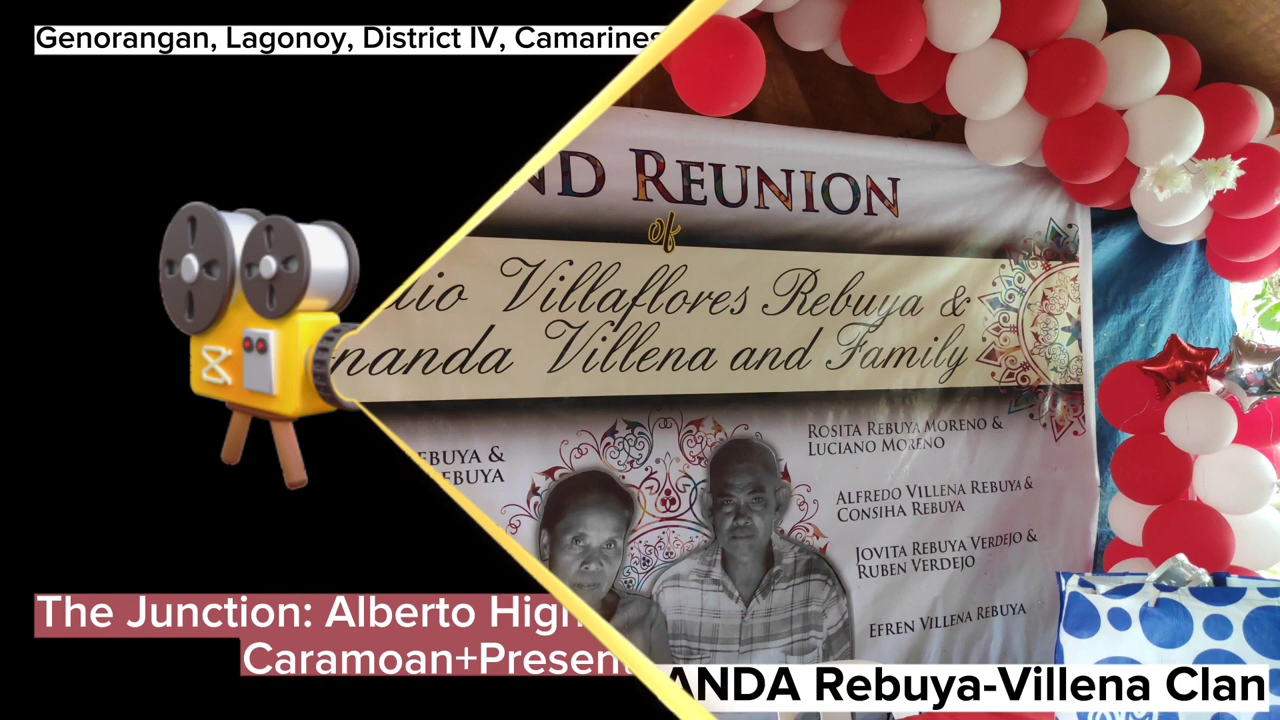 Genorangan, Lagonoy, District IV, Camarines
ND REUNION
of
Villaflores Rebuya &
nanda Villena and Family
EBUYA &
EBUYA
ROSITA REBUYA MORENO &
LUCIANO MORENO
ALFREDO VILLENA REBUYA &
CONSIHA REBUYA
JOVITA REBUYA VERDEJO &
RUBEN VERDEJO
EFREN VILLENA REBUYA
The Junction: Alberto High
Caramoan+Present
ANDA Rebuya-Villena Clan